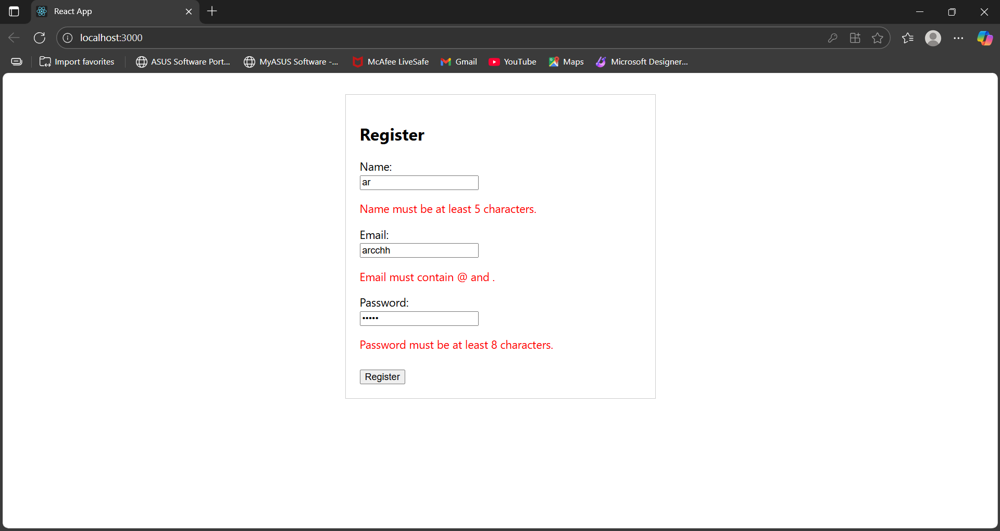 React App
localhost:3000
Import favorites
ASUS Software Port...
MyASUS Software -...
McAfee LiveSafe
Gmail
YouTube
Maps
Microsoft Designer...
Register
Name:
ar
Name must be at least 5 characters.
Email:
arcchh
Email must contain @ and .
Password:
•••••
Password must be at least 8 characters.
Register